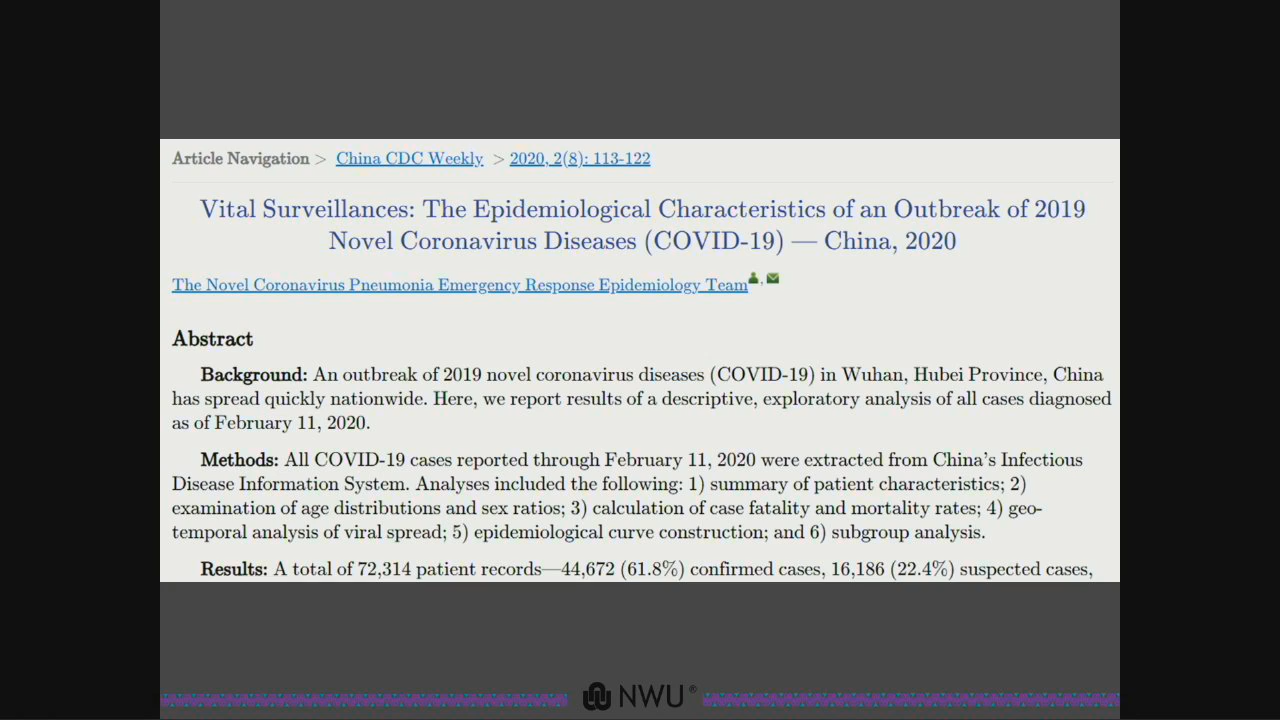 Article Navigation > China CDC Weekly > 2020, 2(8): 113-122
Vital Surveillances: The Epidemiological Characteristics of an Outbreak of 2019
Novel Coronavirus Diseases (COVID-19) — China, 2020
The Novel Coronavirus Pneumonia Emergency Response Epidemiology Team ,
Abstract
Background: An outbreak of 2019 novel coronavirus diseases (COVID-19) in Wuhan, Hubei Province, China
has spread quickly nationwide. Here, we report results of a descriptive, exploratory analysis of all cases diagnosed
as of February 11, 2020.
Methods: All COVID-19 cases reported through February 11, 2020 were extracted from China's Infectious
Disease Information System. Analyses included the following: 1) summary of patient characteristics; 2)
examination of age distributions and sex ratios; 3) calculation of case fatality and mortality rates; 4) geo-
temporal analysis of viral spread; 5) epidemiological curve construction; and 6) subgroup analysis.
Results: A total of 72,314 patient records—44,672 (61.8%) confirmed cases, 16,186 (22.4%) suspected cases,
NWU®